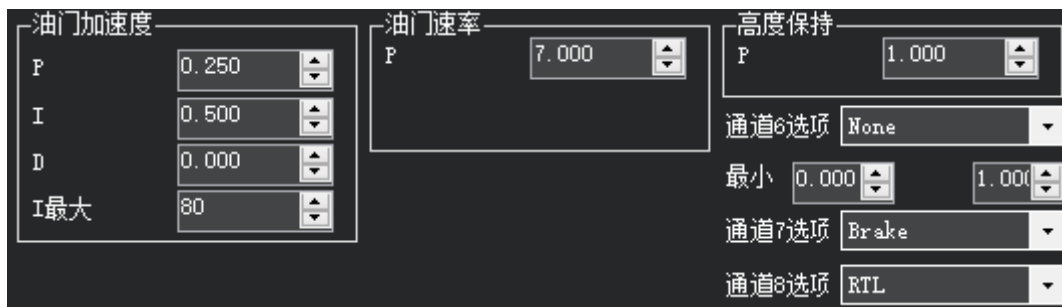 油门加速度
P 0.250
I 0.500
D 0.000
I最大 80
油门速率
P 7.000
高度保持
P 1.000
通道6选项 None
最小 0.000 1.00
通道7选项 Brake
通道8选项 RTL